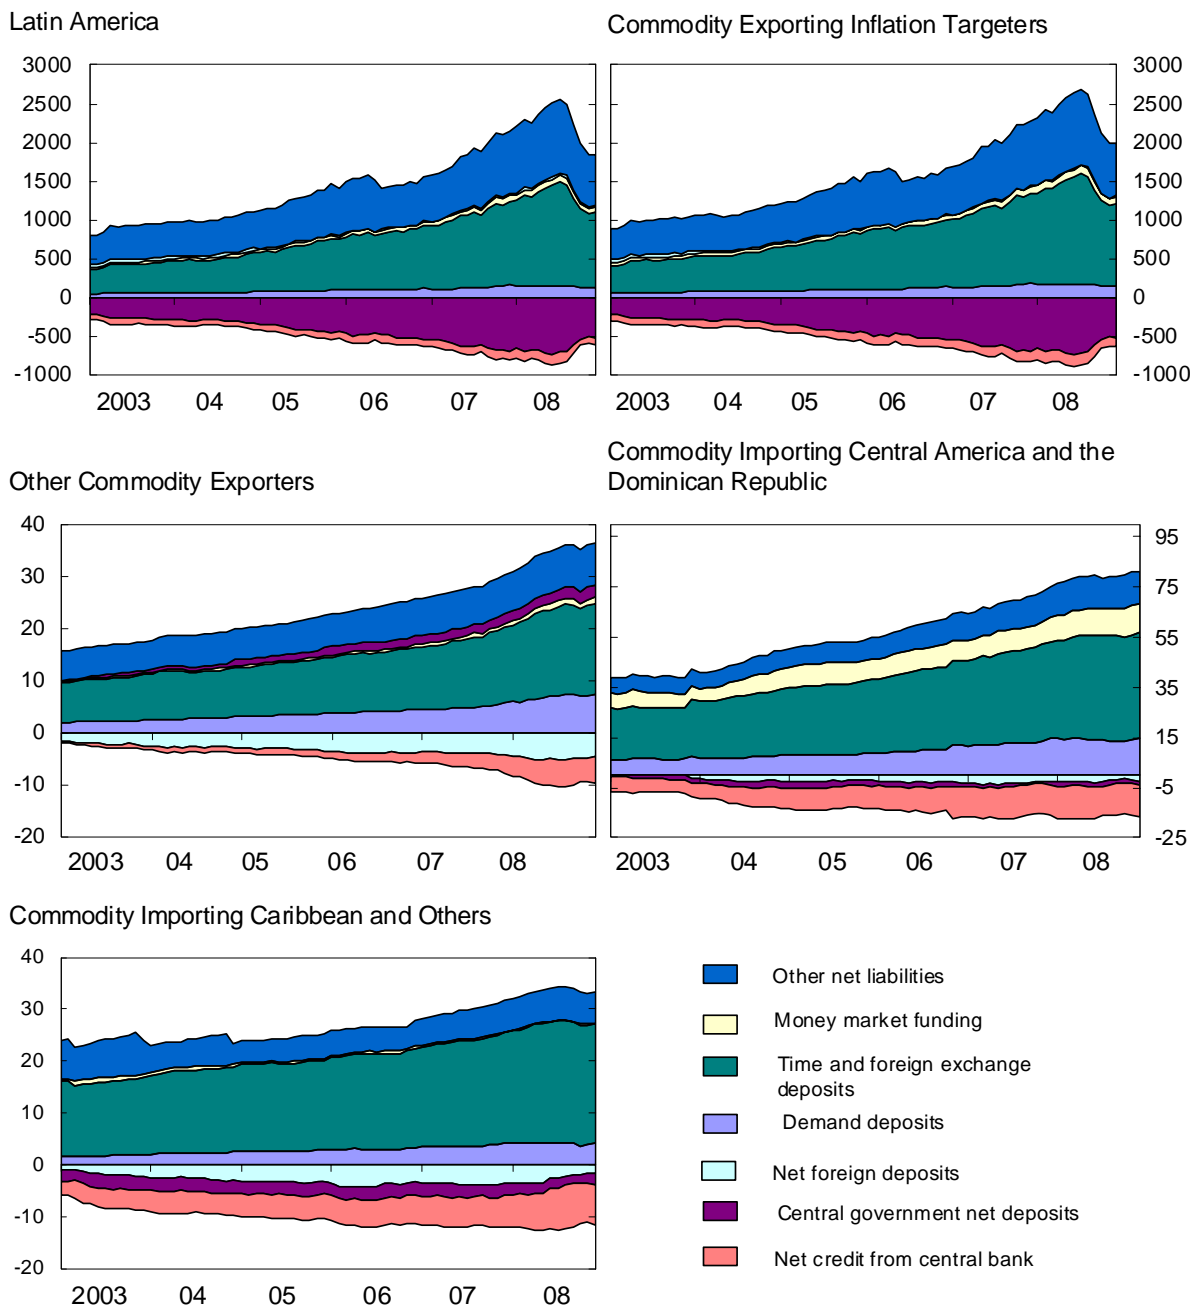 Latin America
3000
2500
2000
1500
1000
500
0
-500
-1000
2003 04 05 06 07 08
Commodity Exporting Inflation Targeters
3000
2500
2000
1500
1000
500
0
-500
-1000
2003 04 05 06 07 08
Other Commodity Exporters
40
30
20
10
0
-10
-20
2003 04 05 06 07 08
Commodity Importing Central America and the
Dominican Republic
95
75
55
35
15
-5
-25
2003 04 05 06 07 08
Commodity Importing Caribbean and Others
40
30
20
10
0
-10
-20
2003 04 05 06 07 08
Other net liabilities
Money market funding
Time and foreign exchange
deposits
Demand deposits
Net foreign deposits
Central government net deposits
Net credit from central bank